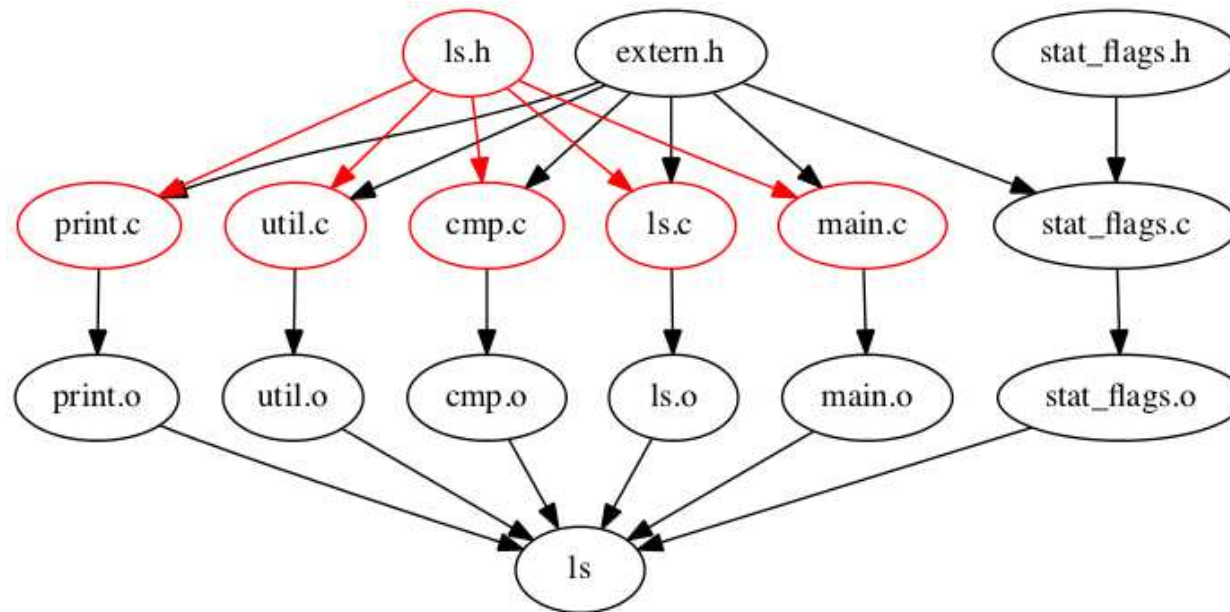 ls.h
extern.h
stat_flags.h
print.c
util.c
cmp.c
ls.c
main.c
stat_flags.c
print.o
util.o
cmp.o
ls.o
main.o
stat_flags.o
ls